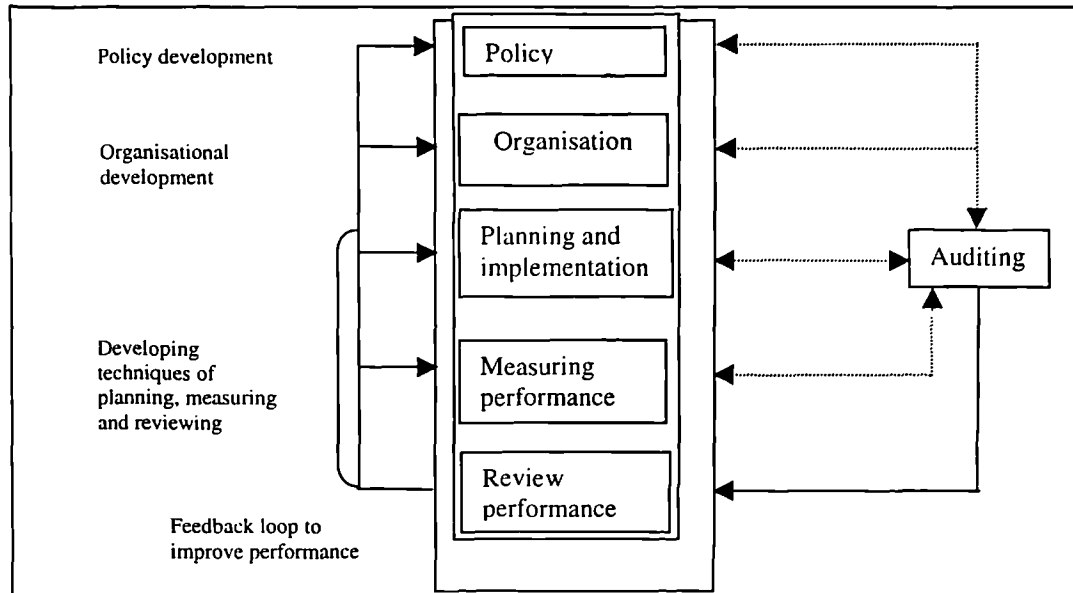 Policy development
Policy
Organisational
development
Organisation
Planning and
implementation
Auditing
Developing
techniques of
planning, measuring
and reviewing
Measuring
performance
Review
performance
Feedback loop to
improve performance